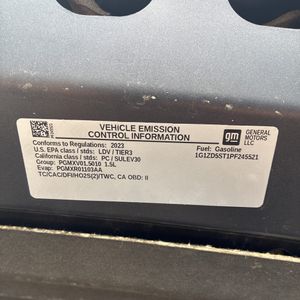 VEHICLE EMISSION
CONTROL INFORMATION
gm
GENERAL
MOTORS
LLC
Conforms to Regulations: 2023
Fuel: Gasoline
U.S. EPA class / stds: LDV / TIER3
1G1ZD5ST1PF245521
California class / stds: PC / SULEV30
Group: PGMXV01.5010 1.5L
Evap: PGMXR0110JAA
TC/CAC/DFI/HO2S(2)/TWC, CA OBD: II